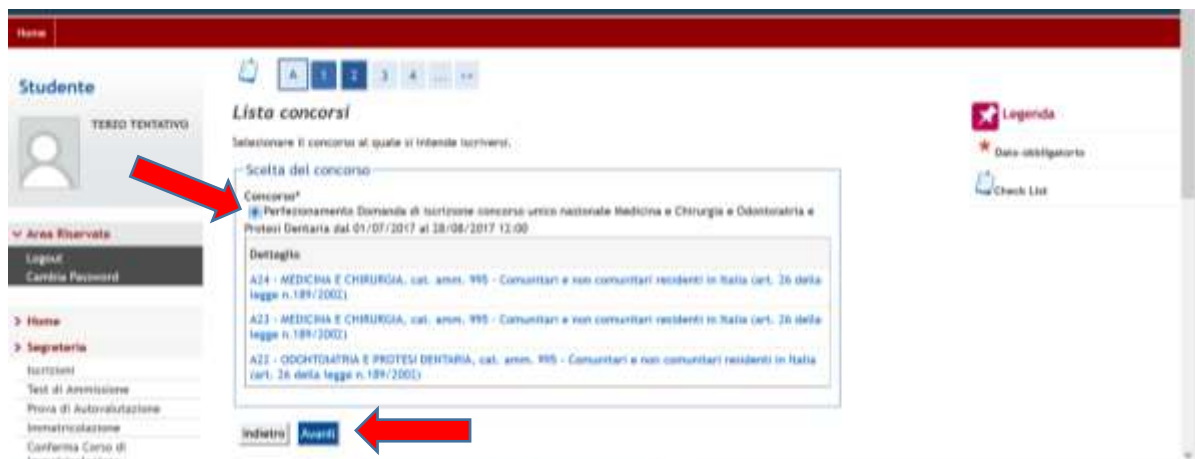 Home
Studente
TERZO TENTATIVO
Area Riservata
Logout
Cambia Password
Home
Segreteria
Iscrizioni
Test di Ammissione
Prova di Autovalutazione
Immatricolazione
Conferma Corso di
A 1 2 3 4 ... >>
Lista concorsi
Selezionare il concorso al quale si intende iscriversi.
Scelta del concorso
Concorso*
Perfezionamento Domanda di iscrizione concorso unico nazionale Medicina e Chirurgia e Odontoiatria e
Protesi Dentaria dal 01/07/2017 al 28/08/2017 12:00
Dettaglio
A24 - MEDICINA E CHIRURGIA, cat. amm. 995 - Comunitari e non comunitari residenti in Italia (art. 26 della
legge n.189/2002)
A23 - MEDICINA E CHIRURGIA, cat. amm. 995 - Comunitari e non comunitari residenti in Italia (art. 26 della
legge n.189/2002)
A22 - ODONTOIATRIA E PROTESI DENTARIA, cat. amm. 995 - Comunitari e non comunitari residenti in Italia
(art. 26 della legge n.189/2002)
Indietro Avanti
Legenda
* Dato obbligatorio
Check List